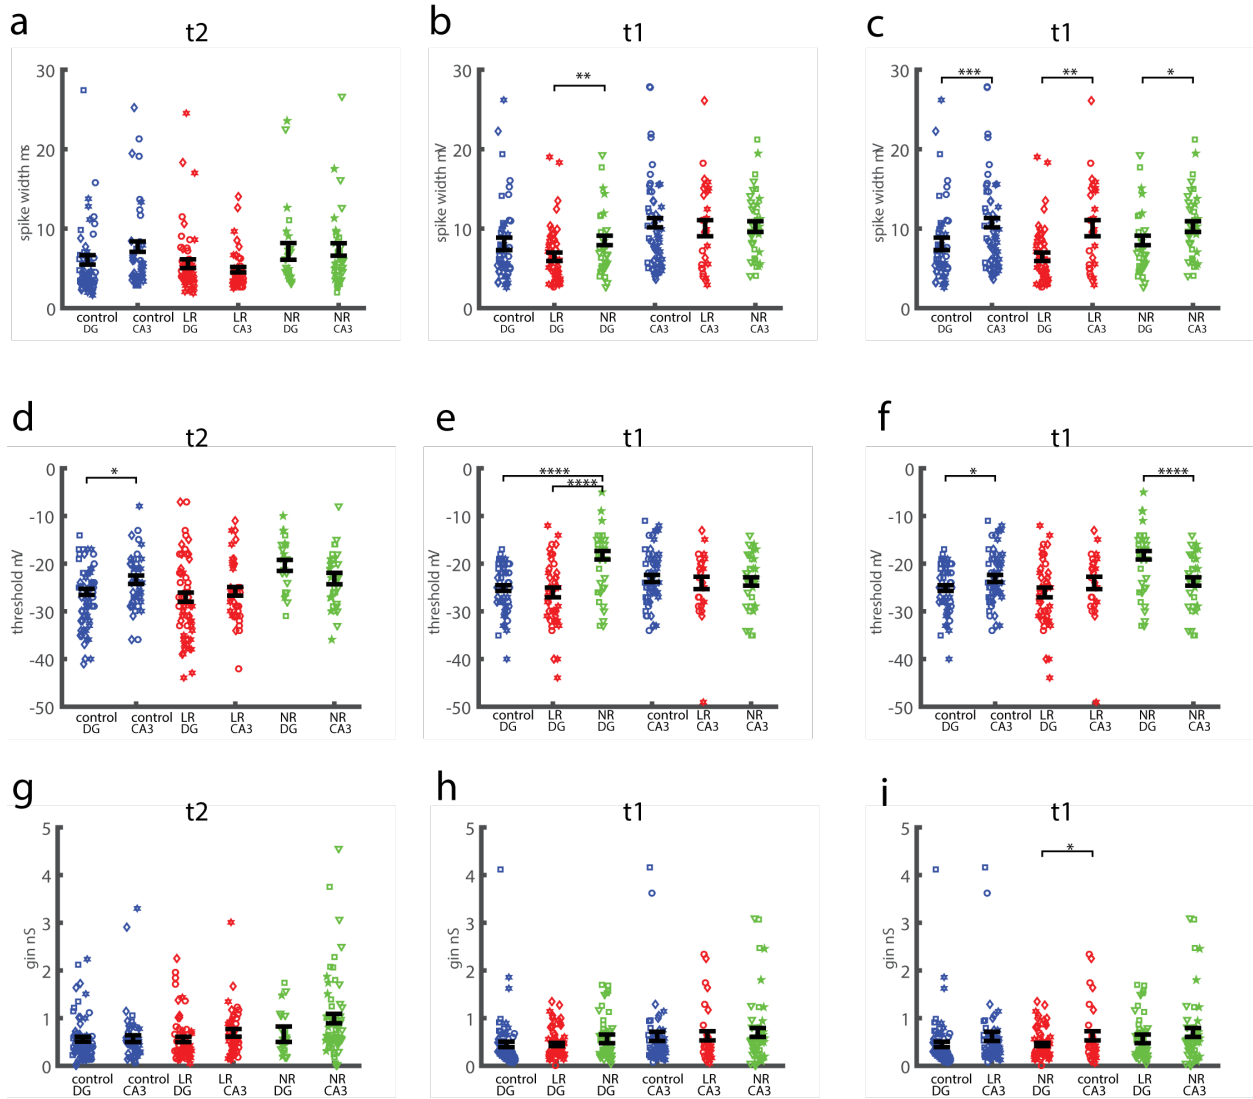 a
t2
spike width ms
30
20
10
0
control DG
control CA3
LR DG
LR CA3
NR DG
NR CA3
b
t1
**
spike width mV
30
20
10
0
control DG
LR DG
NR DG
control CA3
LR CA3
NR CA3
c
t1
***
**
*
spike width mV
30
20
10
0
control DG
control CA3
LR DG
LR CA3
NR DG
NR CA3
d
t2
*
threshold mV
0
-10
-20
-30
-40
-50
control DG
control CA3
LR DG
LR CA3
NR DG
NR CA3
e
t1
****
****
threshold mV
0
-10
-20
-30
-40
-50
control DG
LR DG
NR DG
control CA3
LR CA3
NR CA3
f
t1
*
****
threshold mV
0
-10
-20
-30
-40
-50
control DG
control CA3
LR DG
LR CA3
NR DG
NR CA3
g
t2
gin nS
5
4
3
2
1
0
control DG
control CA3
LR DG
LR CA3
NR DG
NR CA3
h
t1
gin nS
5
4
3
2
1
0
control DG
LR DG
NR DG
control CA3
LR CA3
NR CA3
i
t1
*
gin nS
5
4
3
2
1
0
control DG
LR CA3
NR DG
control CA3
LR DG
NR CA3